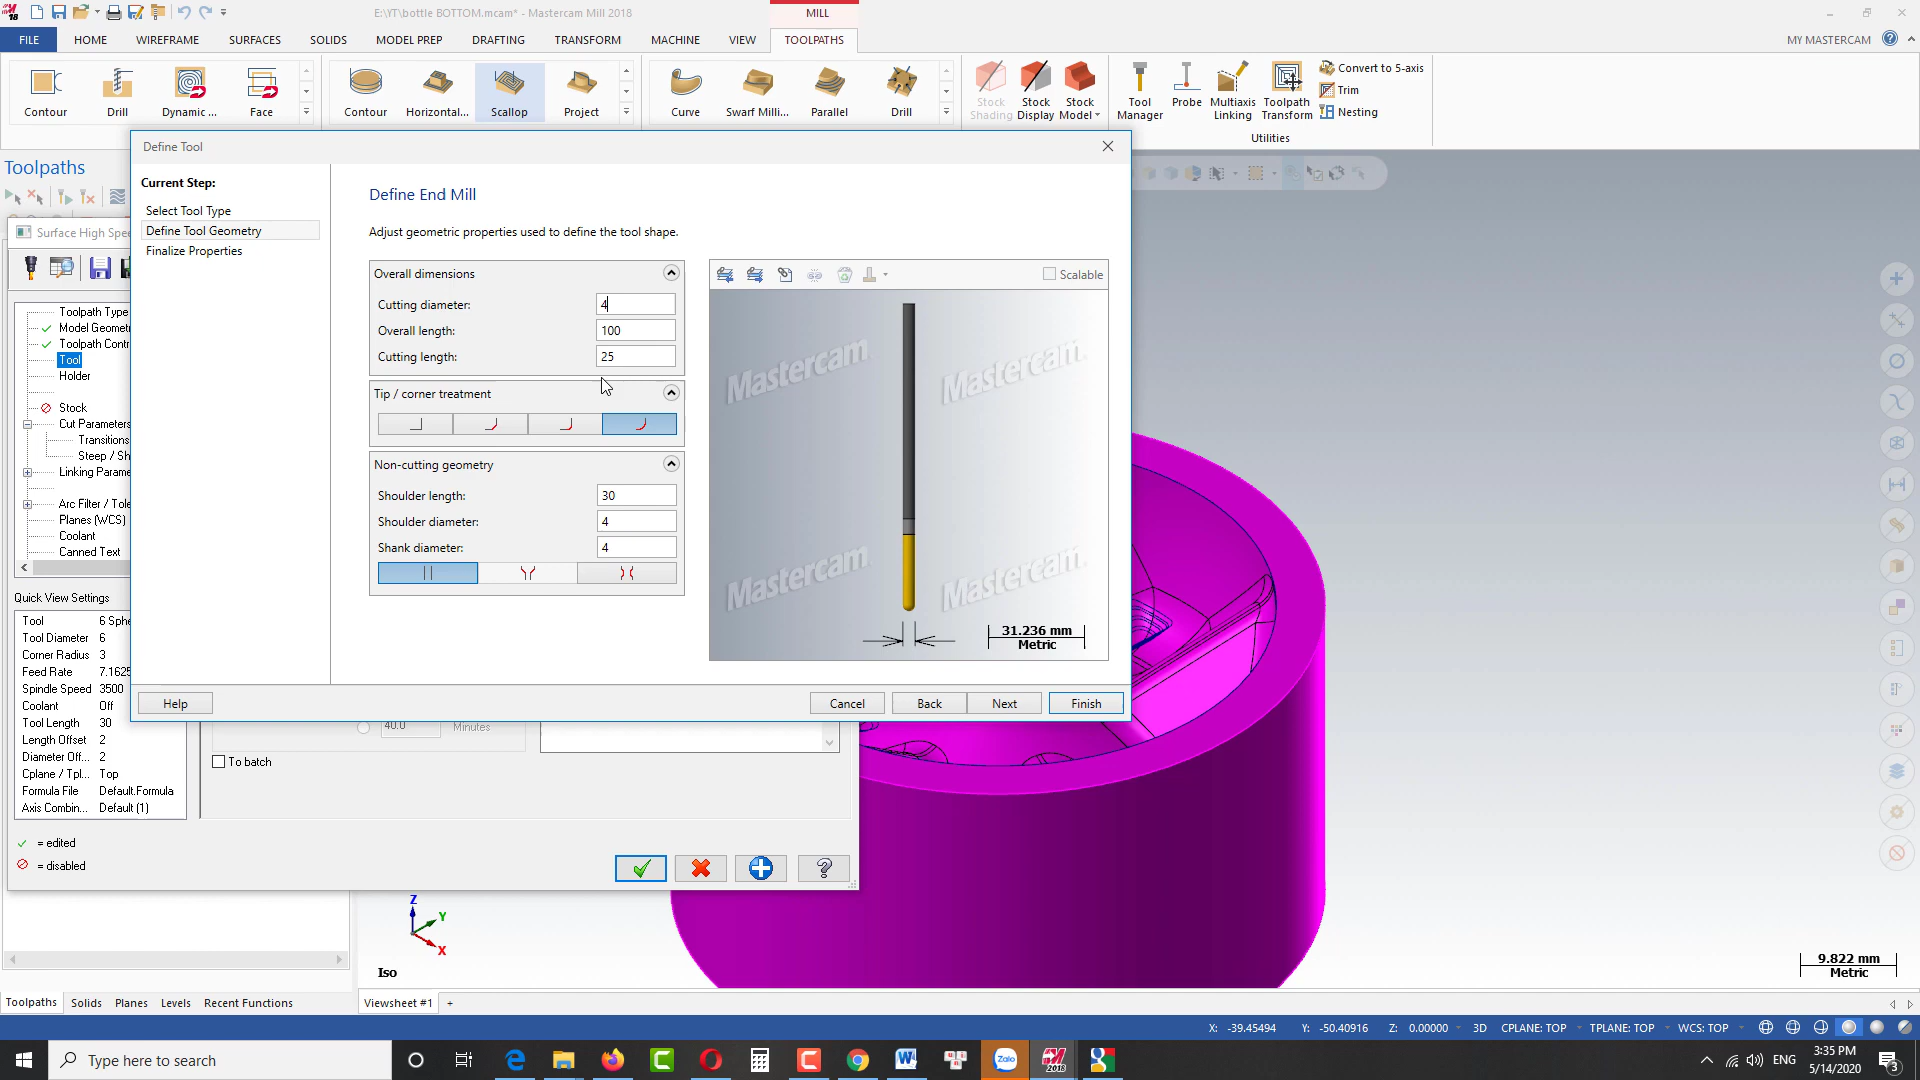 E:\YT\bottle BOTTOM.mcam* - Mastercam Mill 2018
MILL
FILE HOME WIREFRAME SURFACES SOLIDS MODEL PREP DRAFTING TRANSFORM MACHINE VIEW TOOLPATHS
MY MASTERCAM
Contour Drill Dynamic ... Face
Contour Horizontal... Scallop Project
Curve Swarf Milli... Parallel Drill
Stock Shading Stock Display Stock Model
Tool Manager Probe Multiaxis Linking Toolpath Transform
Convert to 5-axis
Trim
Nesting
Utilities
Toolpaths
Surface High Spee
Toolpath Type
Model Geometr
Toolpath Contr
Tool
Holder
Stock
Cut Parameters
Transitions
Steep / Sh
Linking Parame
Arc Filter / Tole
Planes (WCS)
Coolant
Canned Text
Quick View Settings
Tool 6 Sphe
Tool Diameter 6
Corner Radius 3
Feed Rate 7.1625
Spindle Speed 3500
Coolant Off
Tool Length 30
Length Offset 2
Diameter Off... 2
Cplane / Tpl... Top
Formula File Default.Formula
Axis Combin... Default (1)
= edited
= disabled
Define Tool
Current Step:
Select Tool Type
Define Tool Geometry
Finalize Properties
Define End Mill
Adjust geometric properties used to define the tool shape.
Overall dimensions
Cutting diameter: 4
Overall length: 100
Cutting length: 25
Tip / corner treatment
Non-cutting geometry
Shoulder length: 30
Shoulder diameter: 4
Shank diameter: 4
Scalable
Mastercam Mastercam
Mastercam Mastercam
31.236 mm
Metric
Help Cancel Back Next Finish
40.0 Minutes
To batch
Z
Y
X
Iso
9.822 mm
Metric
Toolpaths Solids Planes Levels Recent Functions
Viewsheet #1 +
X: -39.45494 Y: -50.40916 Z: 0.00000 3D CPLANE: TOP TPLANE: TOP WCS: TOP
Type here to search
Zalo
2018
ENG
3:35 PM
5/14/2020
3